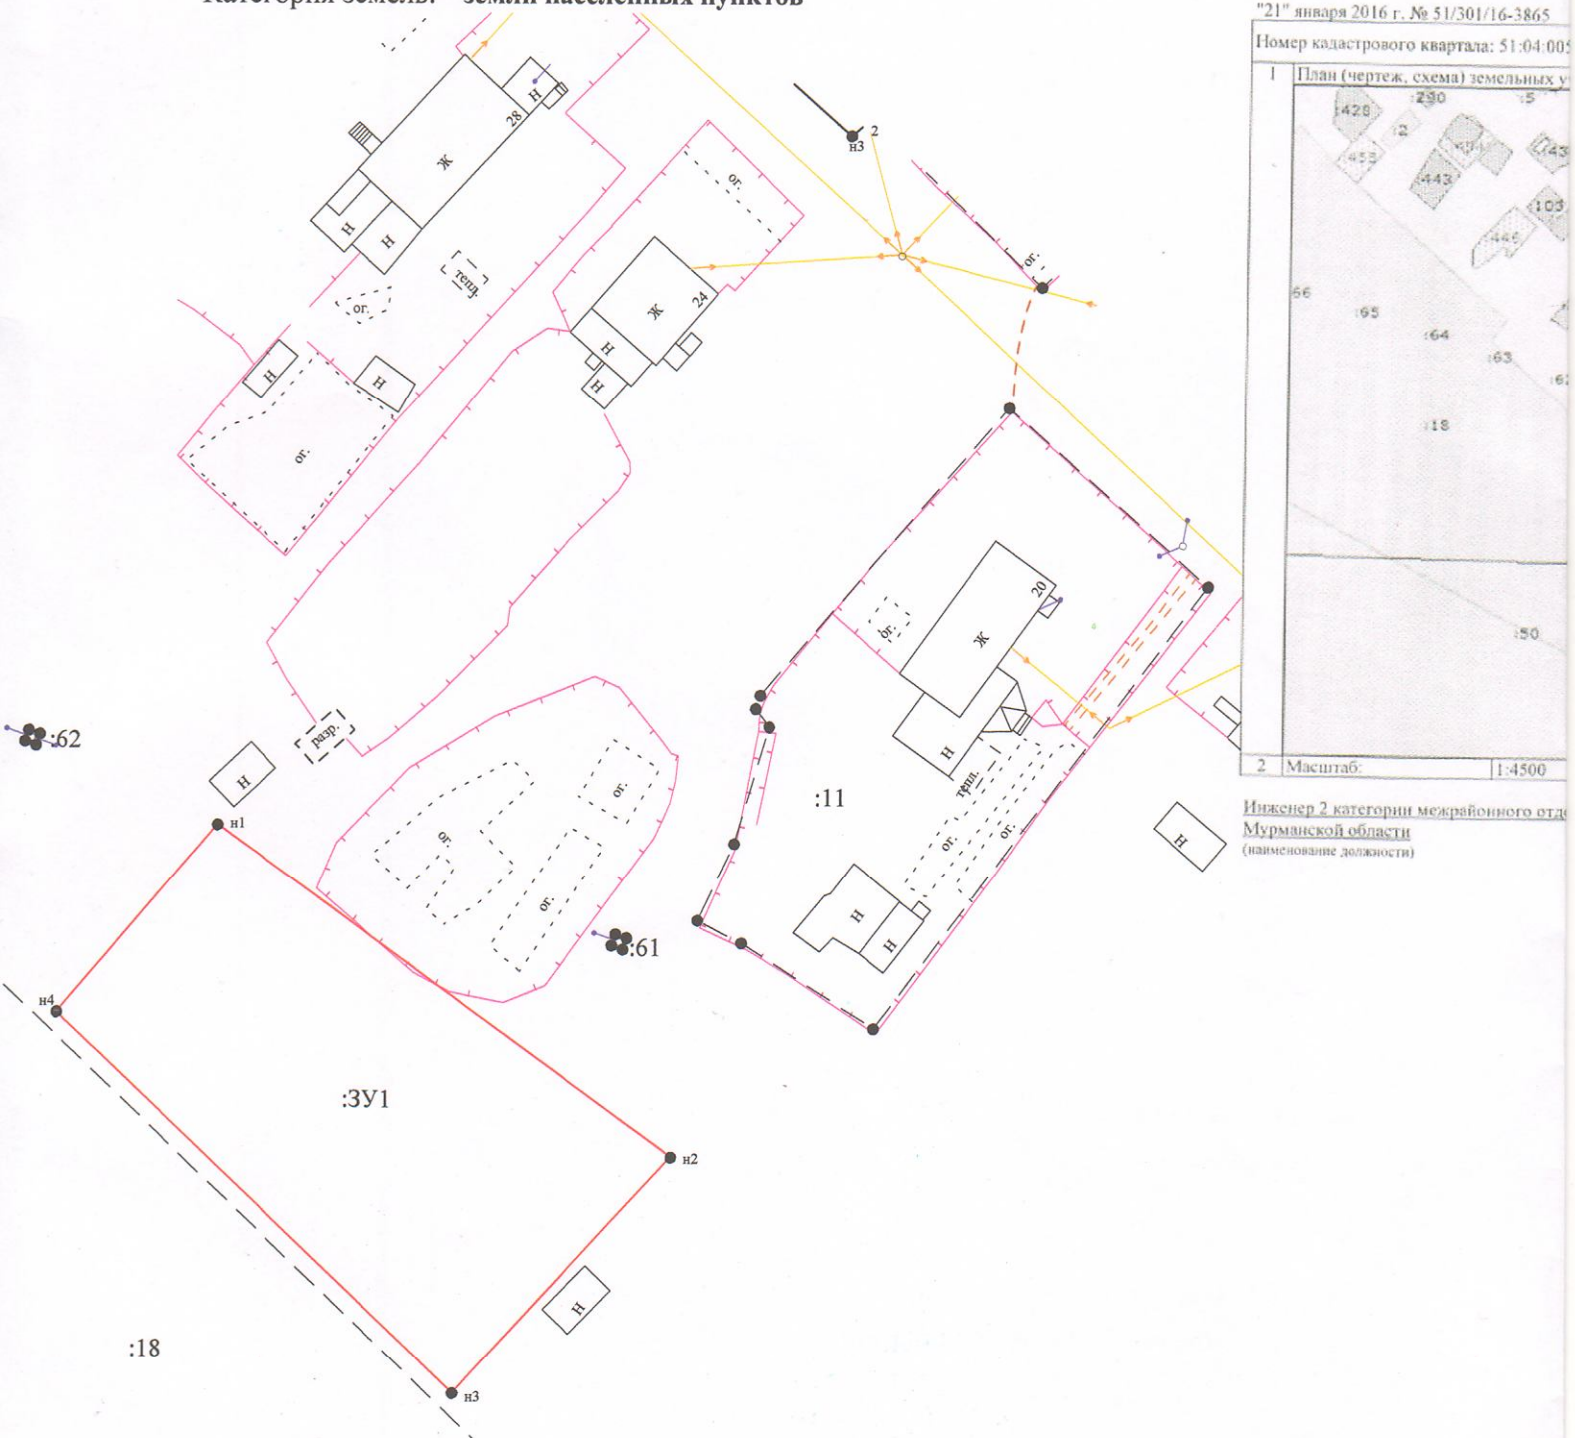 Категория земель: земли населенных пунктов
"21" января 2016 г. № 51/301/16-3865
Номер кадастрового квартала: 51:04:005
1 План (чертеж, схема) земельных у
:428
:290
:5
:2
:458
:443
:103
:446
66
:65
:64
:63
:18
:50
2 Масштаб: 1:4500
Инженер 2 категории межрайонного отд
Мурманской области
(наименование должности)
Н
28
Ж
Н
Н
тепл.
ог.
Н
Н
ог.
ог.
Ж
24
Н
Н
н3
2
ог.
20
Ж
ог.
Н
тепл.
ог.
ог.
:11
Н
Н
Н
:62
разр.
Н
ог.
ог.
ог.
:61
н1
н4
:ЗУ1
н2
Н
:18
н3